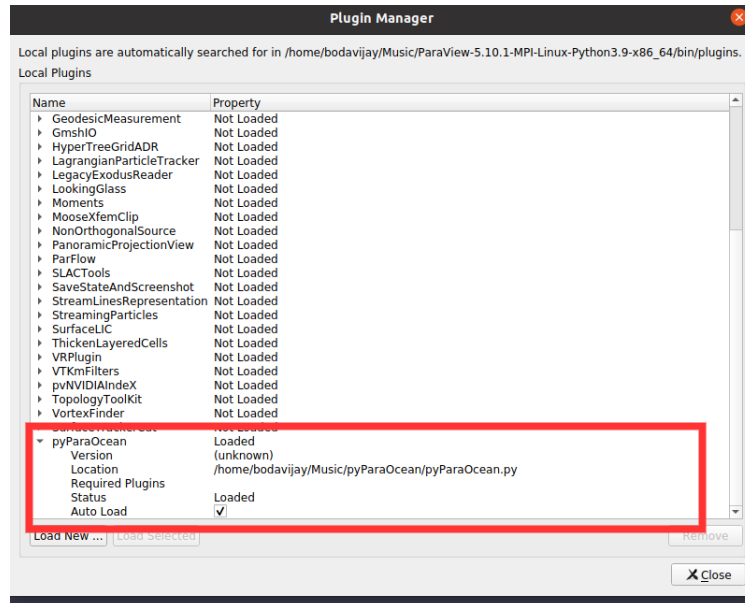 Plugin Manager
Local plugins are automatically searched for in /home/bodavijay/Music/ParaView-5.10.1-MPI-Linux-Python3.9-x86_64/bin/plugins.
Local Plugins
Name Property
GeodesicMeasurement Not Loaded
GmshIO Not Loaded
HyperTreeGridADR Not Loaded
LagrangianParticleTracker Not Loaded
LegacyExodusReader Not Loaded
LookingGlass Not Loaded
Moments Not Loaded
MooseXfemClip Not Loaded
NonOrthogonalSource Not Loaded
PanoramicProjectionView Not Loaded
ParFlow Not Loaded
SLACTools Not Loaded
SaveStateAndScreenshot Not Loaded
StreamLinesRepresentation Not Loaded
StreamingParticles Not Loaded
SurfaceLIC Not Loaded
ThickenLayeredCells Not Loaded
VRPlugin Not Loaded
VTKmFilters Not Loaded
pvNVIDIAIndeX Not Loaded
TopologyToolKit Not Loaded
VortexFinder Not Loaded
pyParaOcean Loaded
Version (unknown)
Location /home/bodavijay/Music/pyParaOcean/pyParaOcean.py
Required Plugins
Status Loaded
Auto Load
Load New ... Load Selected Remove
Close